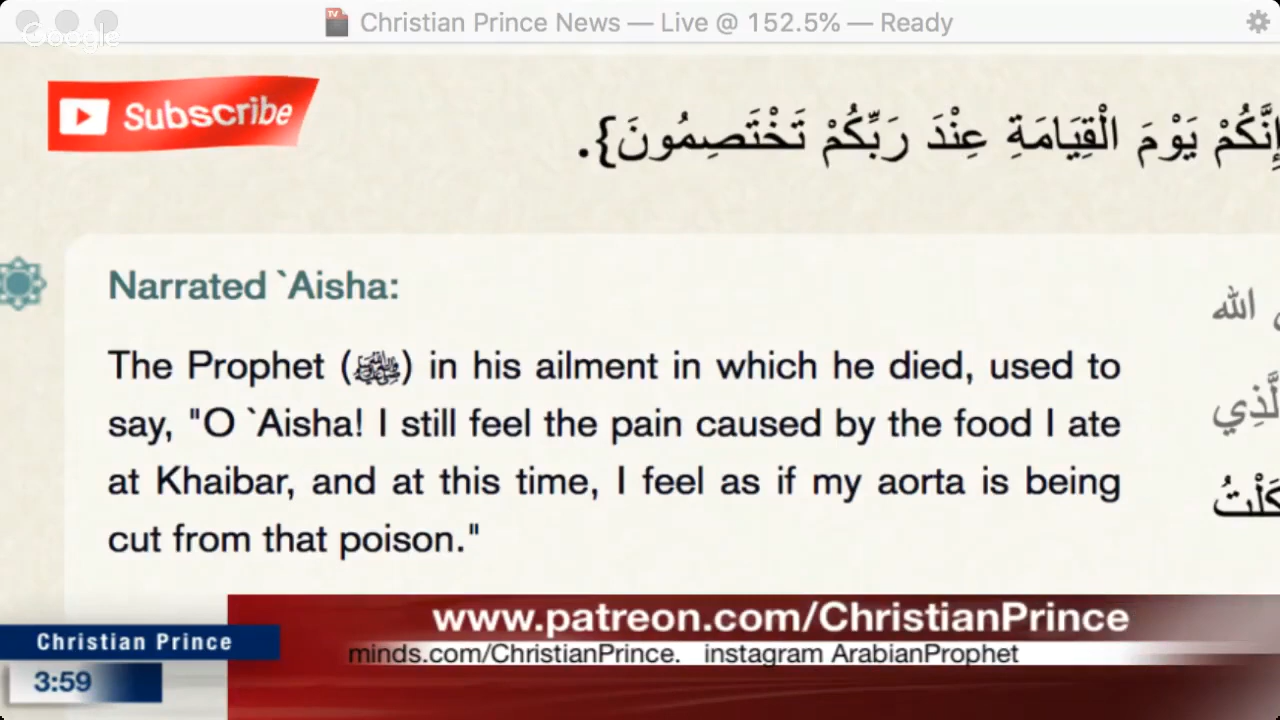 Christian Prince News — Live @ 152.5% — Ready
Google
Subscribe
إِنَّكُمْ يَوْمَ الْقِيَامَةِ عِنْدَ رَبِّكُمْ تَخْتَصِمُونَ}.
Narrated `Aisha:
The Prophet (ﷺ) in his ailment in which he died, used to
say, "O `Aisha! I still feel the pain caused by the food I ate
at Khaibar, and at this time, I feel as if my aorta is being
cut from that poison."
الله
www.patreon.com/ChristianPrince
Christian Prince
minds.com/ChristianPrince. instagram ArabianProphet
3:59